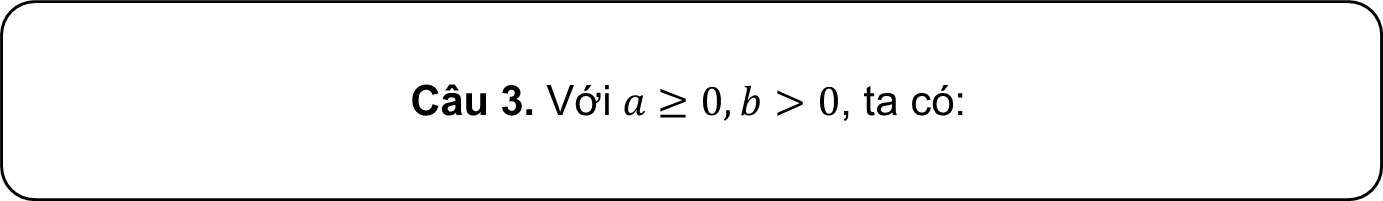 Câu 3. Với 𝑎 ≥ 0, 𝑏 > 0, ta có: